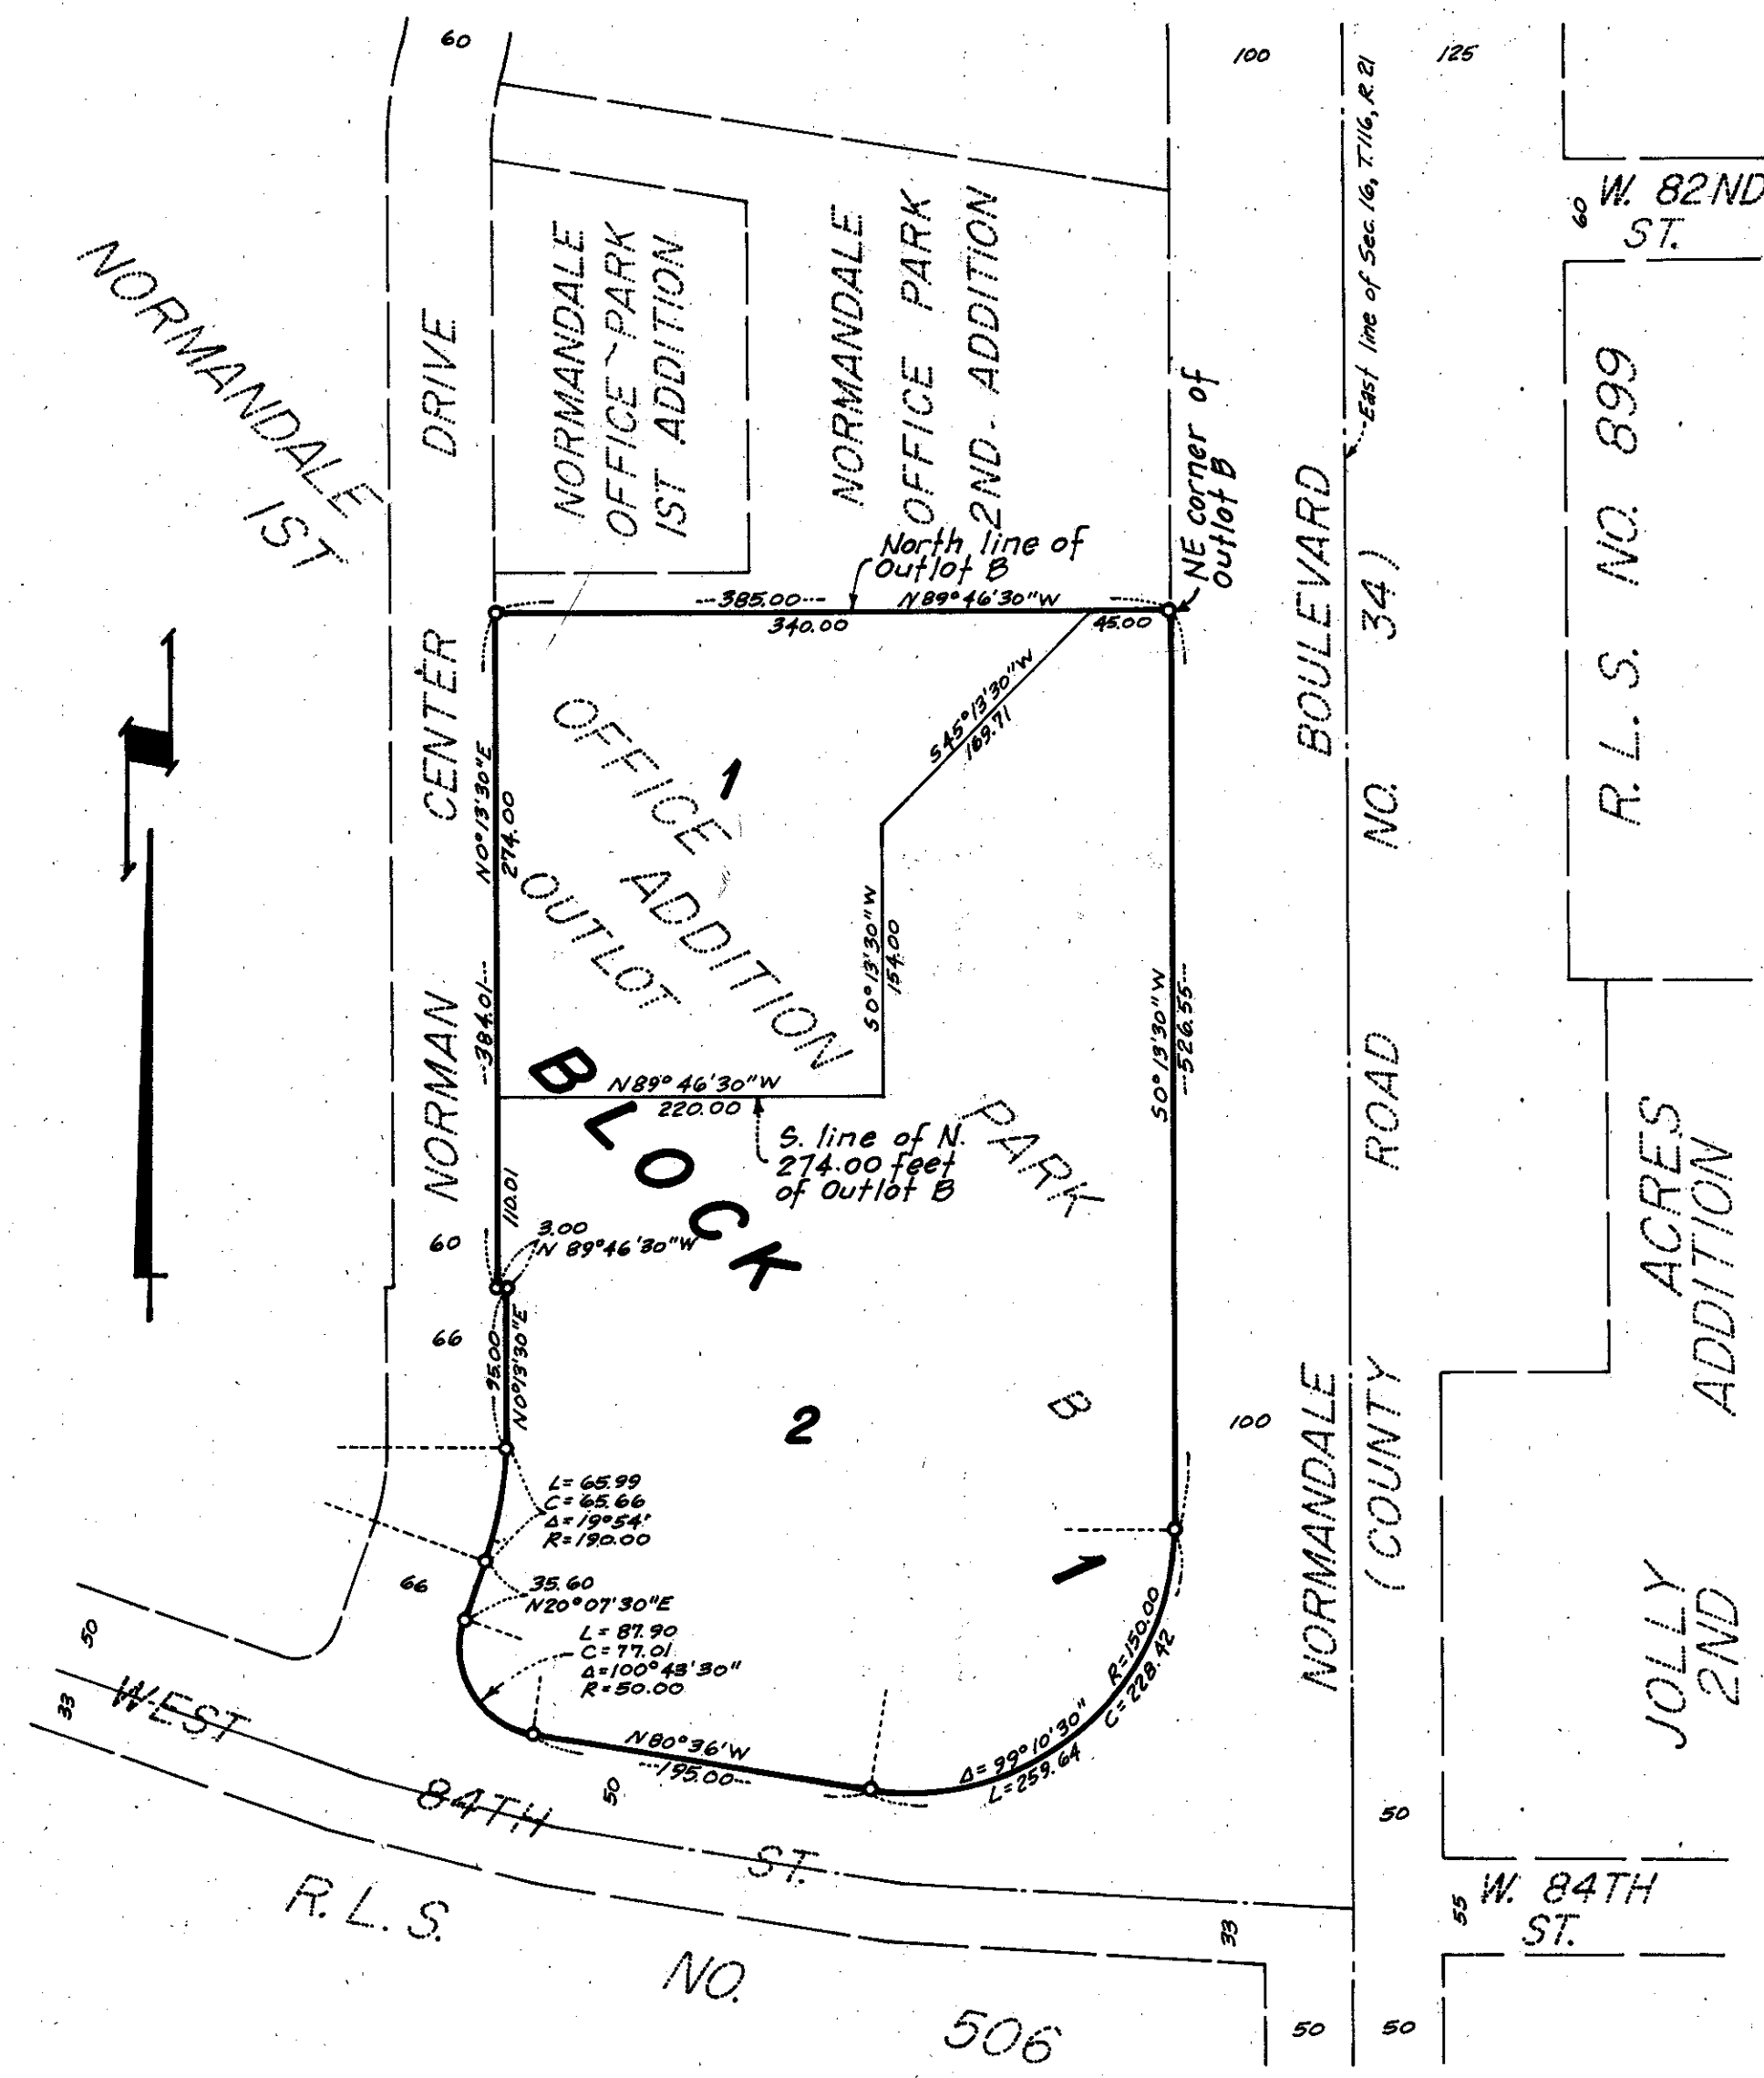 60
100
125
East line of Sec. 16, T.116, R.21
60
W. 82ND
ST.
NORMANDALE
1ST
DRIVE
NORMANDALE
OFFICE PARK
1ST ADDITION
NORMANDALE
OFFICE PARK
2ND. ADDITION
NE corner of
Outlot B
R. L. S. NO. 899
North line of
Outlot B
---385.00---
N89°46'30"W
340.00
45.00
BOULEVARD
NO. 34)
CENTER
N0°13'30"E
274.00
---384.01---
OFFICE
ADDITION
1
S45°13'30"W
169.71
OUTLOT
S0°13'30"W
154.00
S0°13'30"W
---526.55---
NORMAN
BLOCK
N89°46'30"W
220.00
S. line of N.
274.00 feet
of Outlot B
PARK
ROAD
ACRES
ADDITION
110.01
3.00
N 89°46'30"W
60
66
---95.00---
N0°13'30"E
2
B
100
NORMANDALE
(COUNTY
L=65.99
C=65.66
Δ=19°54'
R=190.00
1
66
35.60
N20°07'30"E
L=87.90
C=77.01
Δ=100°43'30"
R=50.00
R=150.00
C=228.42
Δ=99°10'30"
L=259.64
JOLLY
2ND
50
33
WEST
84TH
ST.
N80°36'W
---195.00---
50
50
55
W. 84TH
ST.
R. L. S.
NO.
506
33
50
50